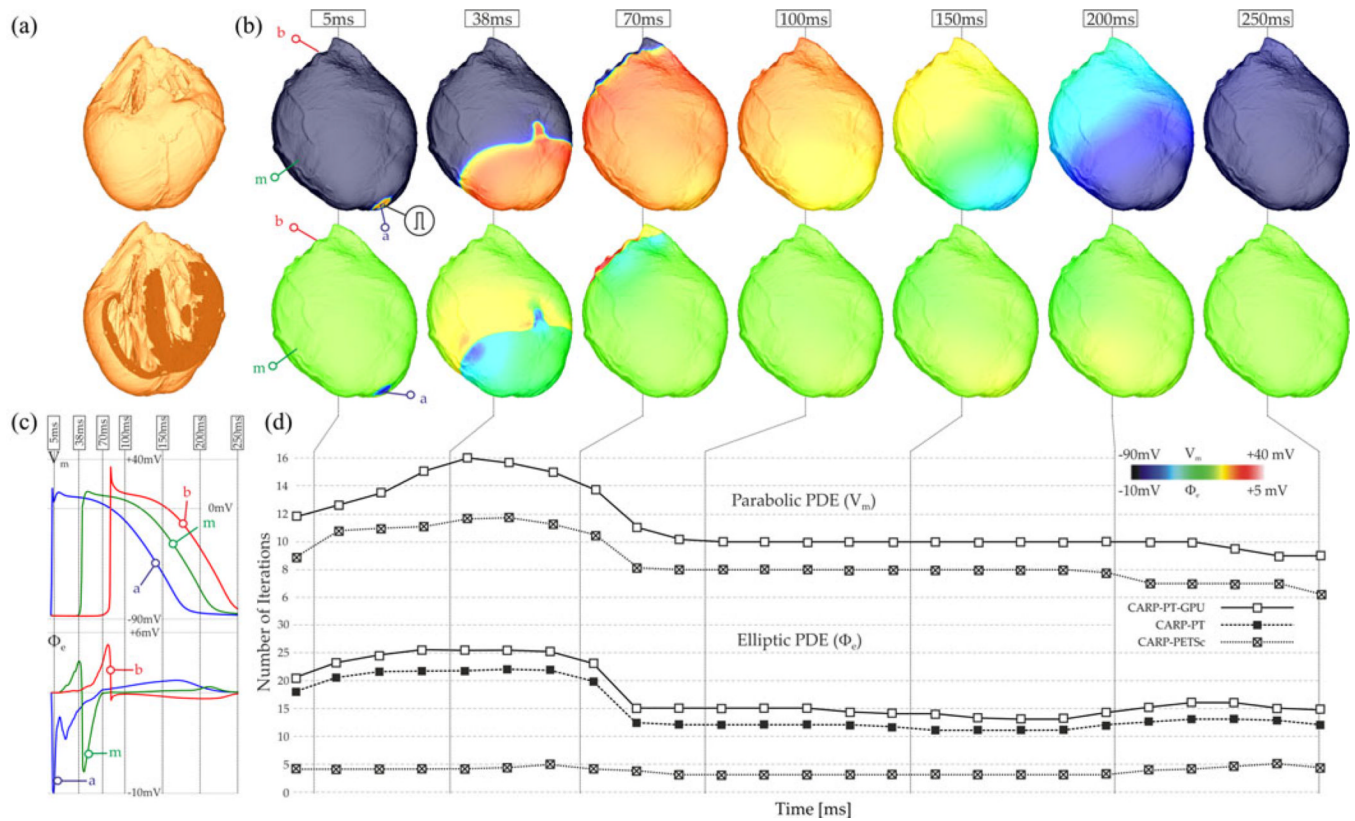 (a)
(b)
5ms
38ms
70ms
100ms
150ms
200ms
250ms
b
m
a
b
m
a
(c)
5ms
38ms
70ms
100ms
150ms
200ms
250ms
Vm
+40mV
b
0mV
m
a
-90mV
+6mV
Φe
b
m
a
-10mV
(d)
-90mV Vm +40 mV
-10mV Φe +5 mV
Number of Iterations
16
14
12
10
8
6
Parabolic PDE (Vm)
CARP-PT-GPU
CARP-PT
CARP-PETSc
30
25
20
15
10
5
0
Elliptic PDE (Φe)
Time [ms]